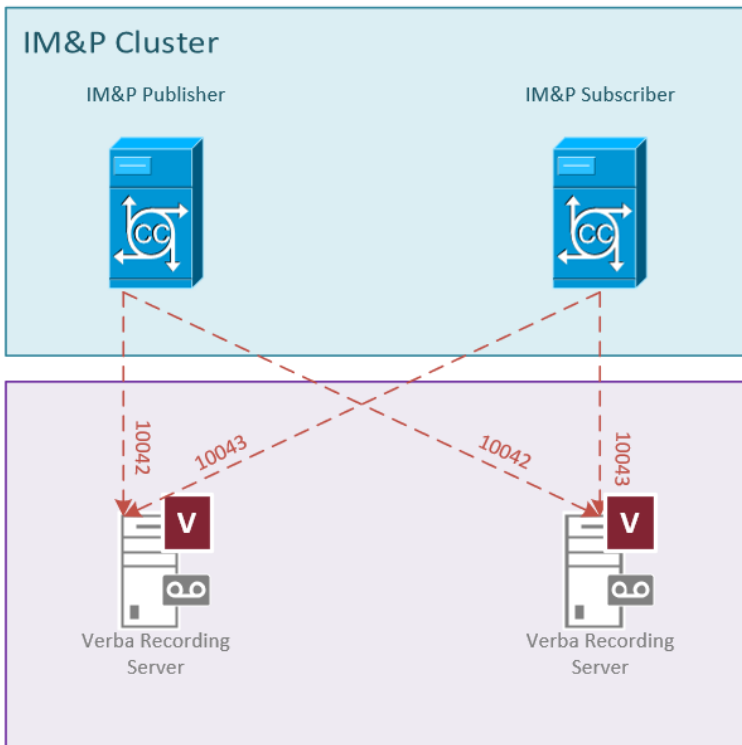 IM&P Cluster
IM&P Publisher
IM&P Subscriber
CC
CC
10042
10043
10042
10043
V
V
Verba Recording
Server
Verba Recording
Server